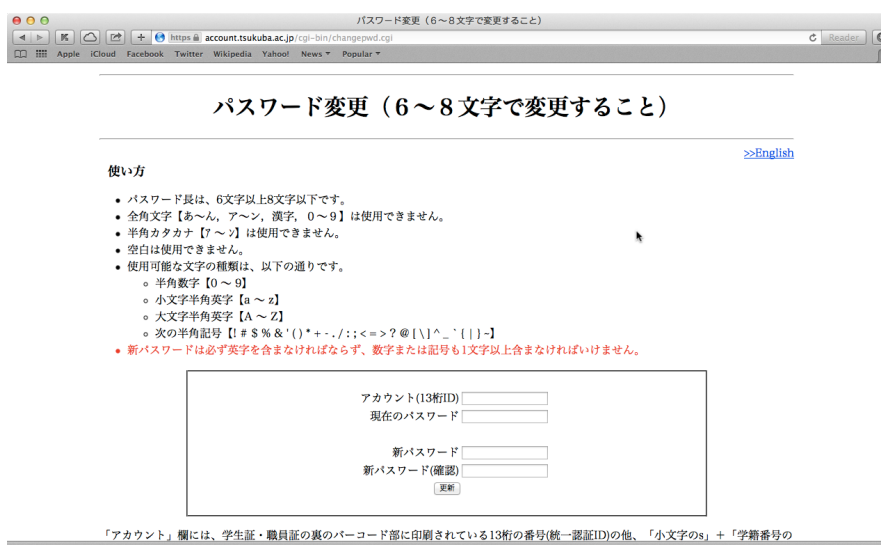 パスワード変更（６〜８文字で変更すること）
https account.tsukuba.ac.jp/cgi-bin/changepwd.cgi
Reader
Apple iCloud Facebook Twitter Wikipedia Yahoo! News Popular
パスワード変更（６〜８文字で変更すること）
>>English
使い方
パスワード長は、6文字以上8文字以下です。
全角文字【あ〜ん，ア〜ン，漢字，０〜９】は使用できません。
半角カタカナ【ｱ 〜 ﾝ】は使用できません。
空白は使用できません。
使用可能な文字の種類は、以下の通りです。
半角数字【0 〜 9】
小文字半角英字【a 〜 z】
大文字半角英字【A 〜 Z】
次の半角記号【! # $ % & ' ( ) * + - . / : ; < = > ? @ [ \ ] ^ _ ` { | } ~】
新パスワードは必ず英字を含まなければならず、数字または記号も1文字以上含まなければいけません。
アカウント(13桁ID)
現在のパスワード
新パスワード
新パスワード(確認)
更新
「アカウント」欄には、学生証・職員証の裏のバーコード部に印刷されている13桁の番号(統一認証ID)の他、「小文字のs」＋「学籍番号の